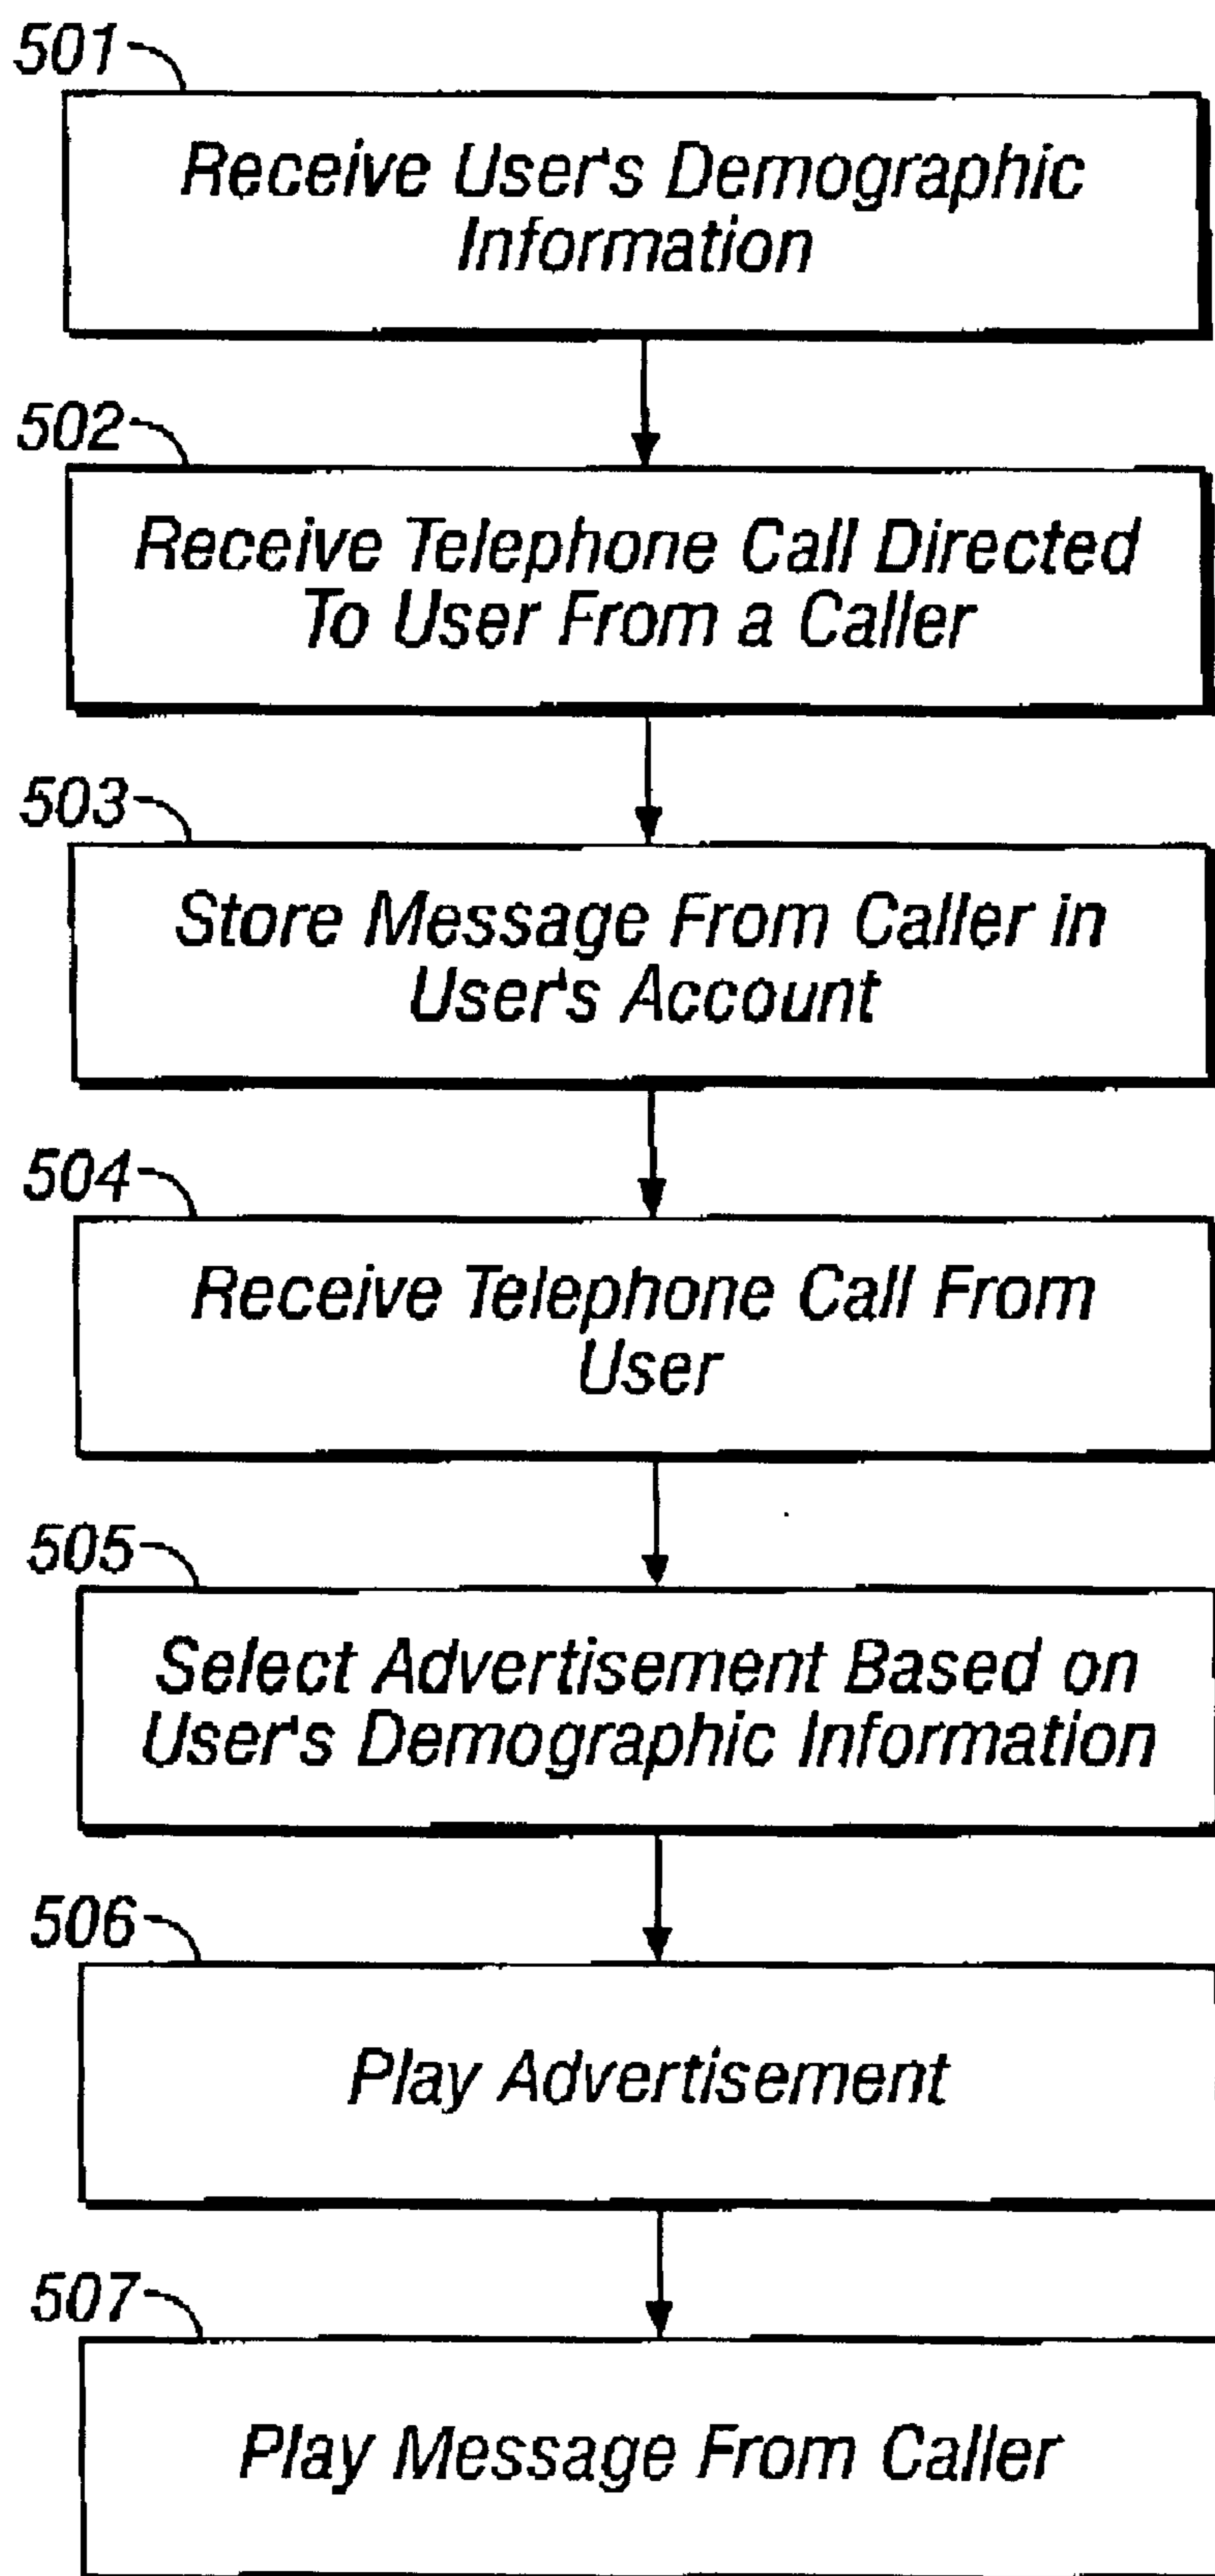 501
Receive User's Demographic
Information
502
Receive Telephone Call Directed
To User From a Caller
503
Store Message From Caller in
User's Account
504
Receive Telephone Call From
User
505
Select Advertisement Based on
User's Demographic Information
506
Play Advertisement
507
Play Message From Caller